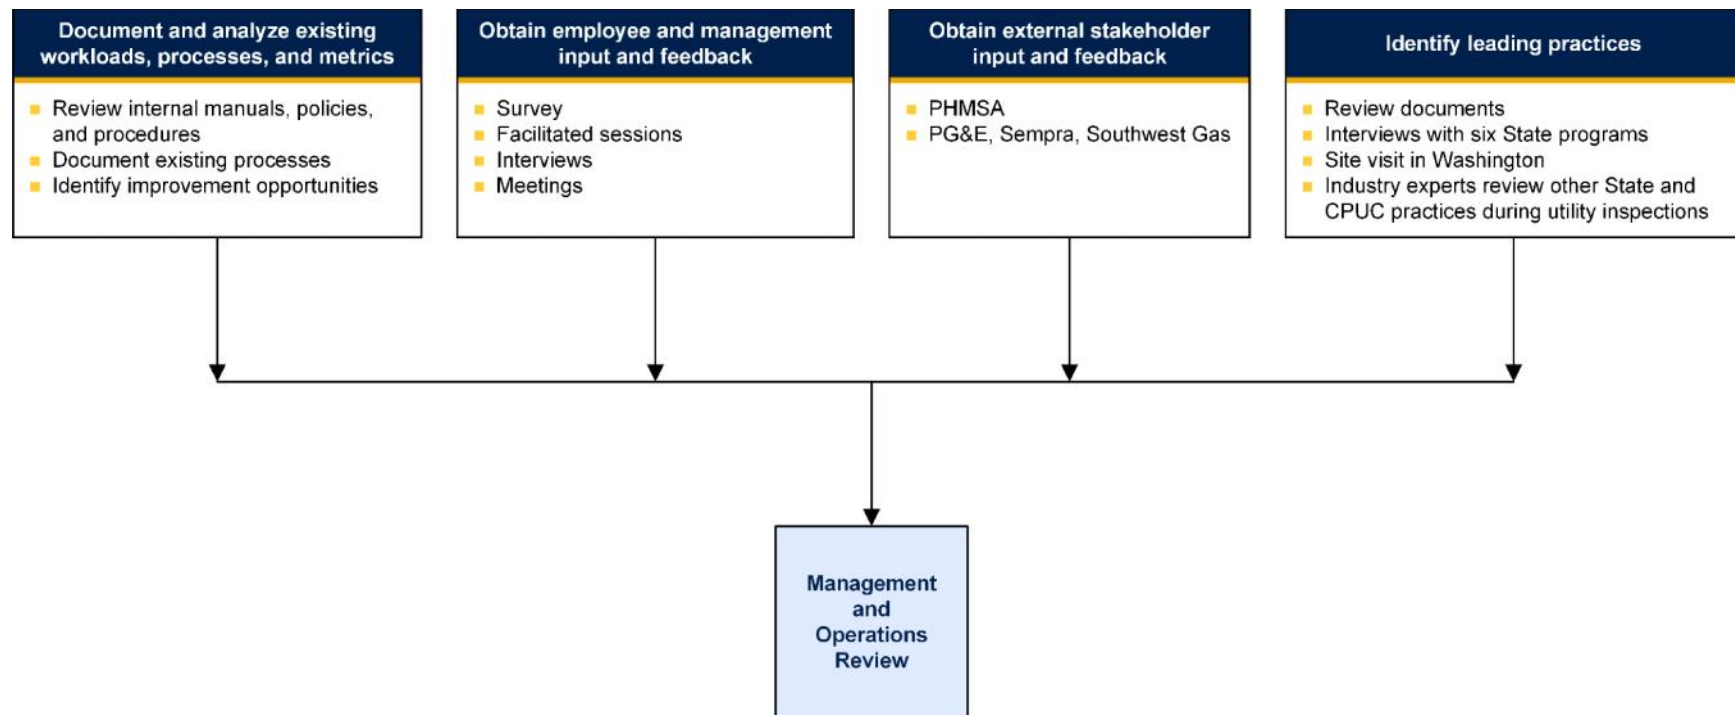 Document and analyze existing
workloads, processes, and metrics
Review internal manuals, policies,
and procedures
Document existing processes
Identify improvement opportunities
Obtain employee and management
input and feedback
Survey
Facilitated sessions
Interviews
Meetings
Obtain external stakeholder
input and feedback
PHMSA
PG&E, Sempra, Southwest Gas
Identify leading practices
Review documents
Interviews with six State programs
Site visit in Washington
Industry experts review other State and
CPUC practices during utility inspections
Management
and
Operations
Review